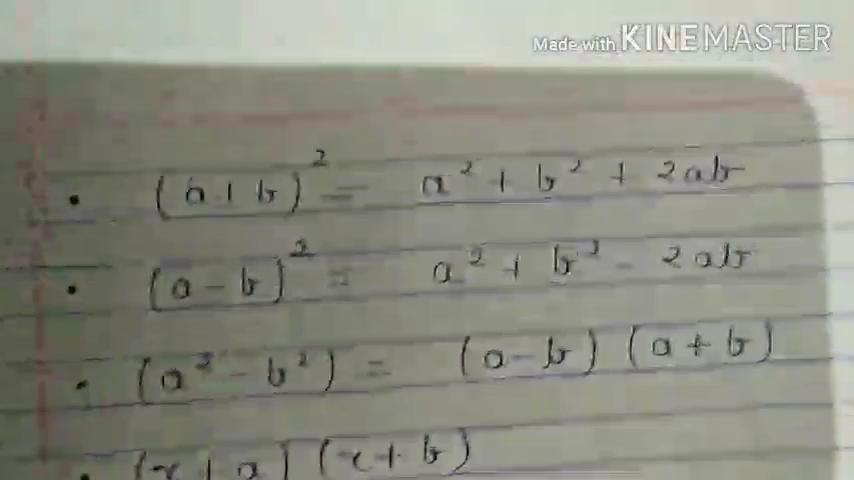 Made with KINEMASTER
• (a+b)² = a² + b² + 2ab
• (a-b)² = a² + b² - 2ab
• (a² - b²) = (a-b) (a+b)
• (x+a) (x+b)